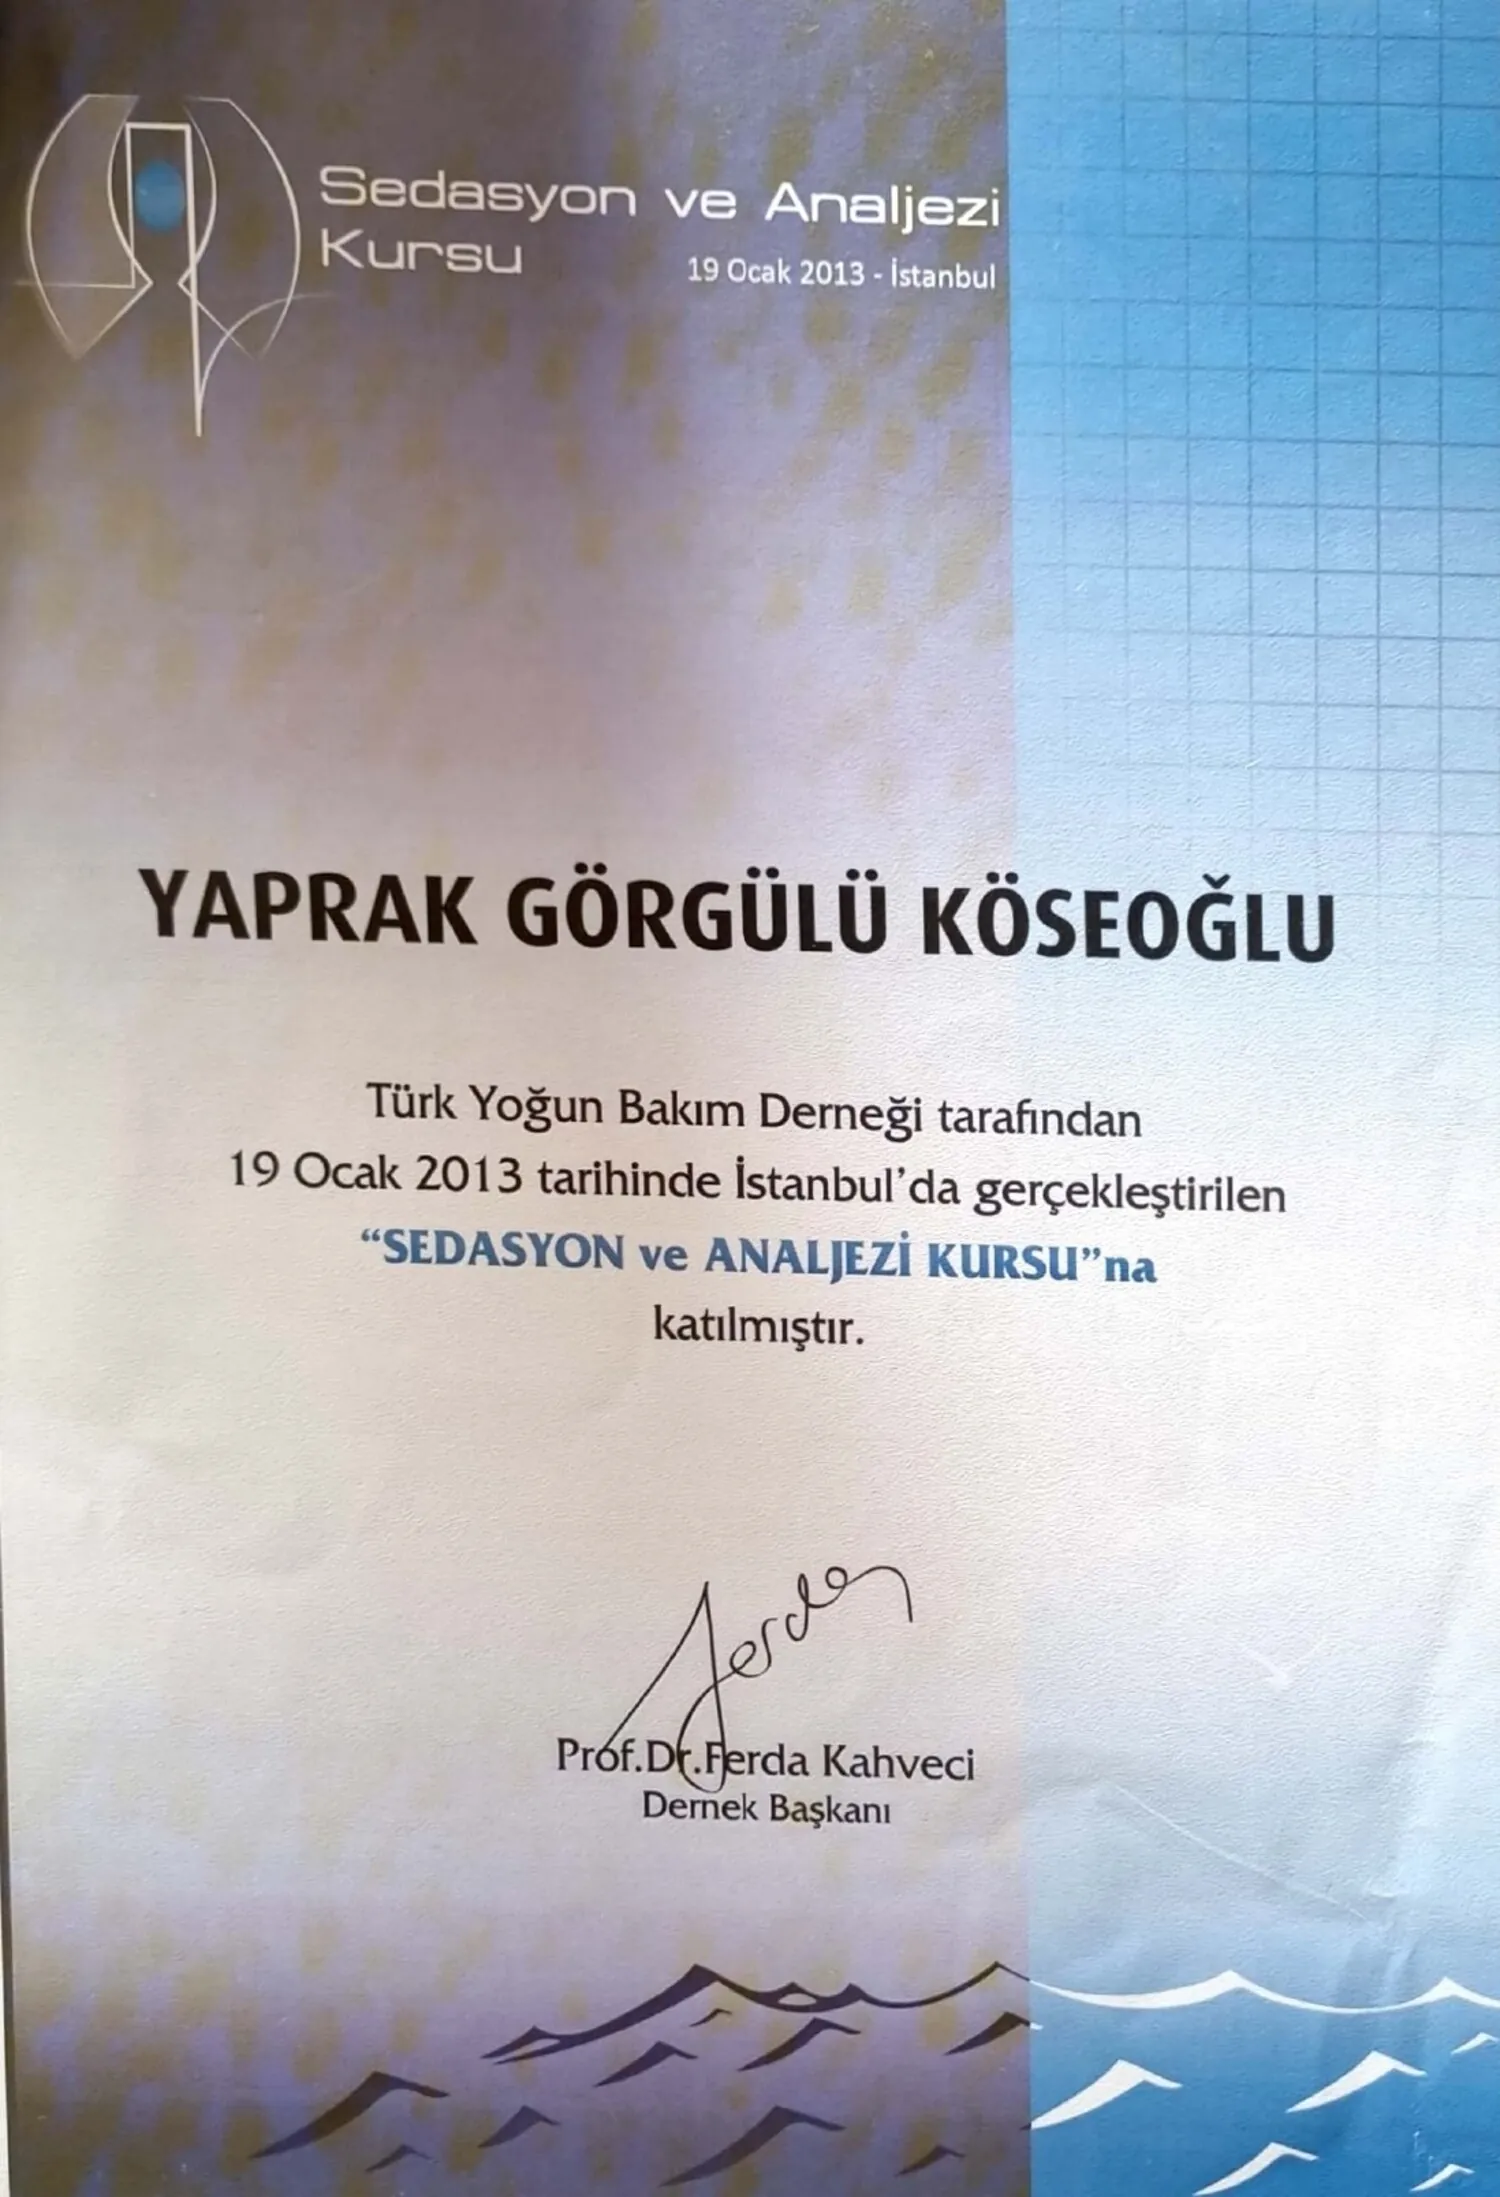 Sedasyon ve Analjezi
Kursu
19 Ocak 2013 - İstanbul
YAPRAK GÖRGÜLÜ KÖSEOĞLU
Türk Yoğun Bakım Derneği tarafından
19 Ocak 2013 tarihinde İstanbul'da gerçekleştirilen
“SEDASYON ve ANALJEZİ KURSU”na
katılmıştır.
Ferda
Prof.Dr.Ferda Kahveci
Dernek Başkanı